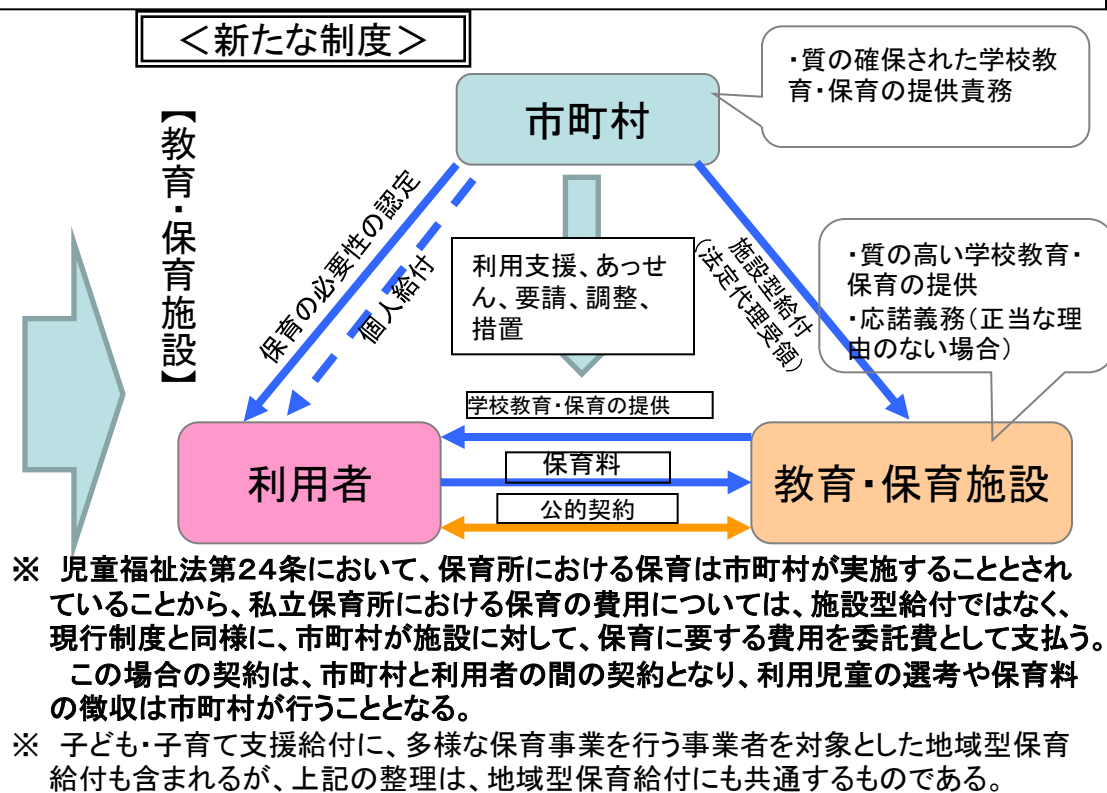 <新たな制度>
・質の確保された学校教
育・保育の提供責務
市町村
【教育・保育施設】
保育の必要性の認定
個人給付
利用支援、あっせ
ん、要請、調整、
措置
施設型給付
(法定代理受領)
・質の高い学校教育・
保育の提供
・応諾義務(正当な理
由のない場合)
学校教育・保育の提供
利用者
保育料
教育・保育施設
公的契約
※ 児童福祉法第24条において、保育所における保育は市町村が実施することとされ
ていることから、私立保育所における保育の費用については、施設型給付ではなく、
現行制度と同様に、市町村が施設に対して、保育に要する費用を委託費として支払う。
この場合の契約は、市町村と利用者の間の契約となり、利用児童の選考や保育料
の徴収は市町村が行うこととなる。
※ 子ども・子育て支援給付に、多様な保育事業を行う事業者を対象とした地域型保育
給付も含まれるが、上記の整理は、地域型保育給付にも共通するものである。